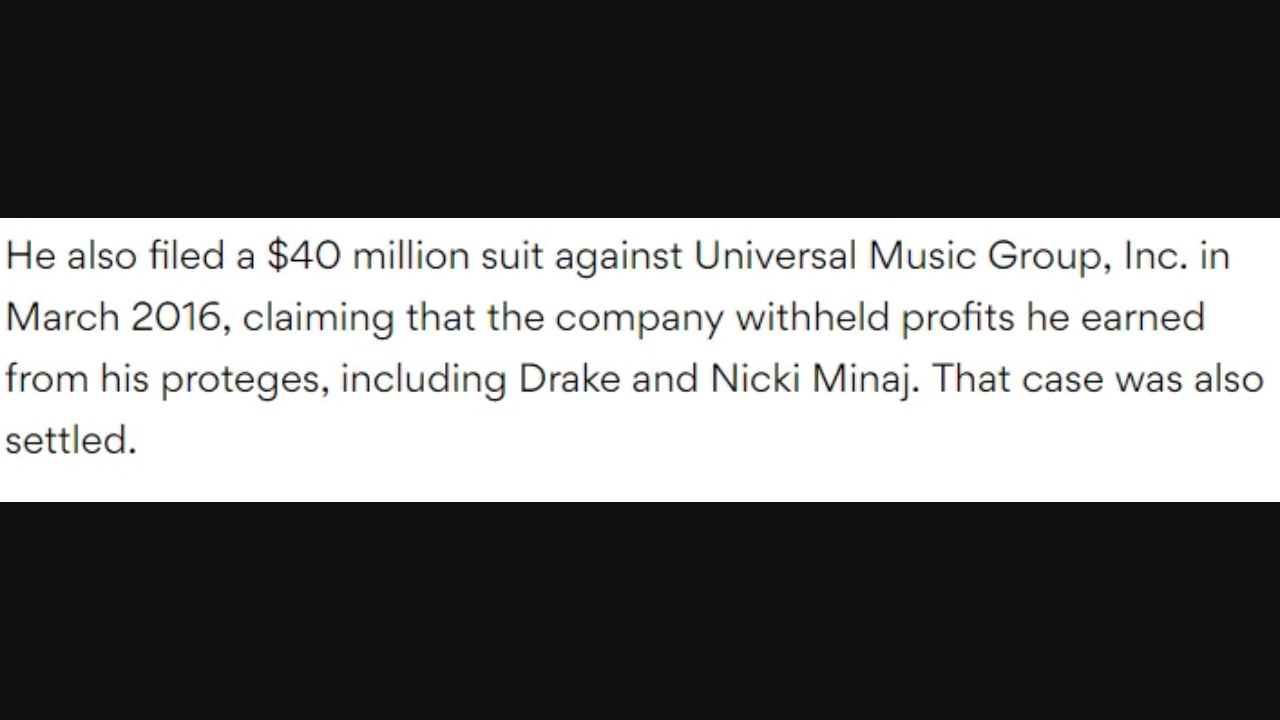 He also filed a $40 million suit against Universal Music Group, Inc. in
March 2016, claiming that the company withheld profits he earned
from his proteges, including Drake and Nicki Minaj. That case was also
settled.